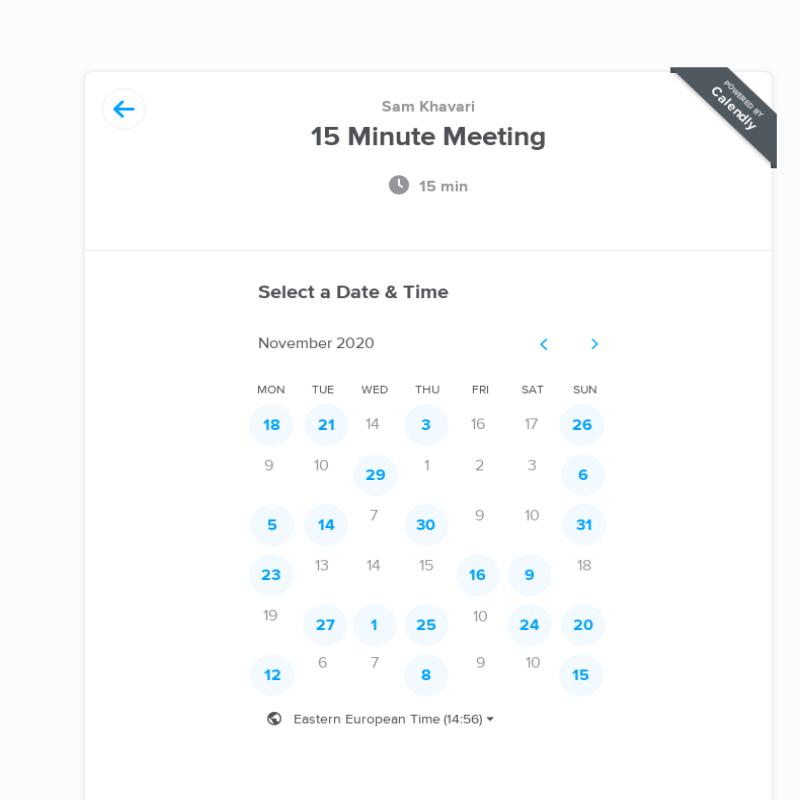 POWERED BY
Calendly
Sam Khavari
15 Minute Meeting
15 min
Select a Date & Time
November 2020
MON TUE WED THU FRI SAT SUN
18 21 14 3 16 17 26
9 10 29 1 2 3 6
5 14 7 30 9 10 31
23 13 14 15 16 9 18
19 27 1 25 10 24 20
12 6 7 8 9 10 15
Eastern European Time (14:56)